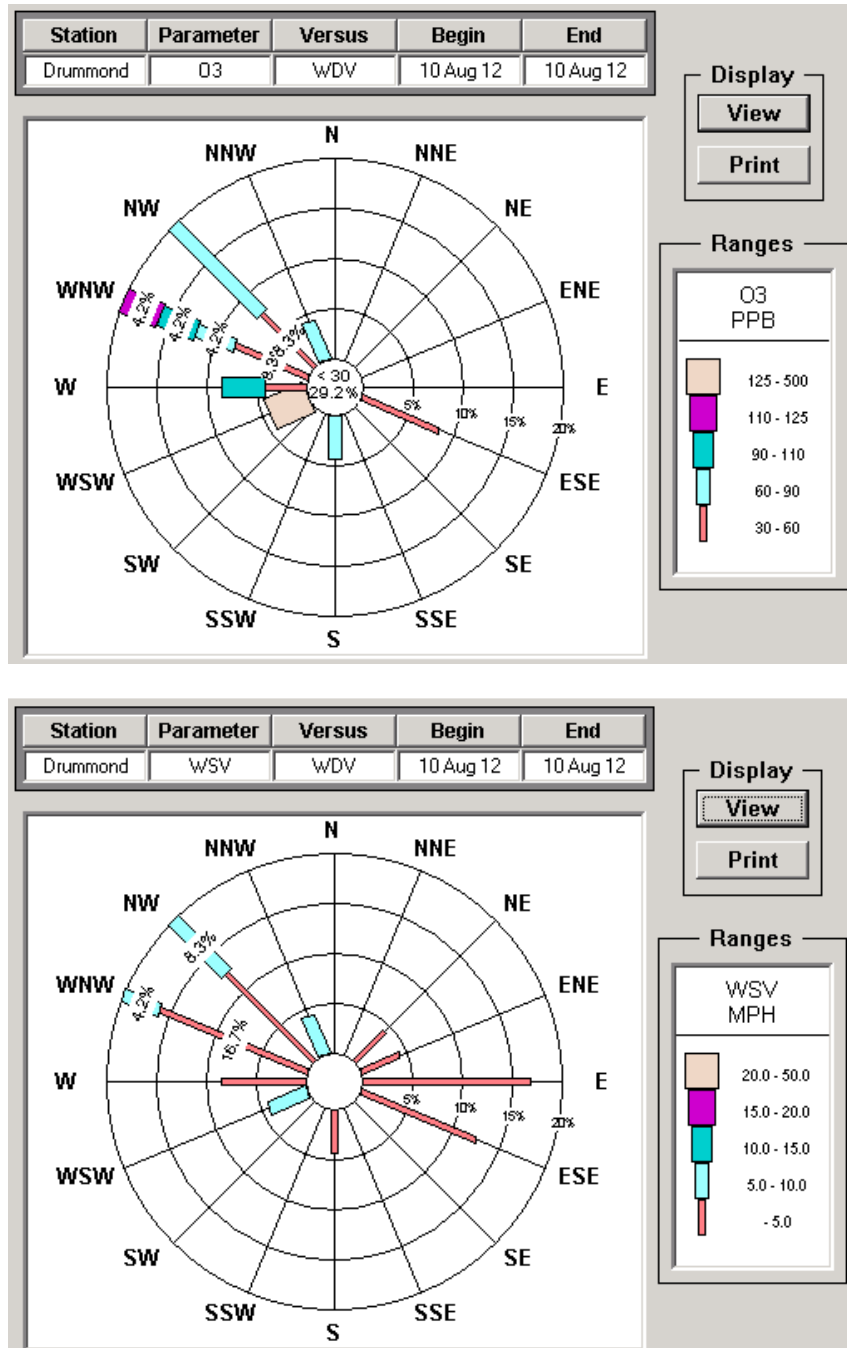 Station Parameter Versus Begin End
Drummond O3 WDV 10 Aug 12 10 Aug 12
Display
View
Print
N
NNW NNE
NW NE
WNW ENE
4.2%
4.2%
4.2%
8.3%
8.3%
< 30
29.2%
W E
5% 10% 15% 20%
WSW ESE
SW SE
SSW SSE
S
Ranges
O3
PPB
125 - 500
110 - 125
90 - 110
60 - 90
30 - 60
Station Parameter Versus Begin End
Drummond WSV WDV 10 Aug 12 10 Aug 12
Display
View
Print
N
NNW NNE
NW NE
8.3%
WNW ENE
4.2%
16.7%
W E
5% 10% 15% 20%
WSW ESE
SW SE
SSW SSE
S
Ranges
WSV
MPH
20.0 - 50.0
15.0 - 20.0
10.0 - 15.0
5.0 - 10.0
- 5.0